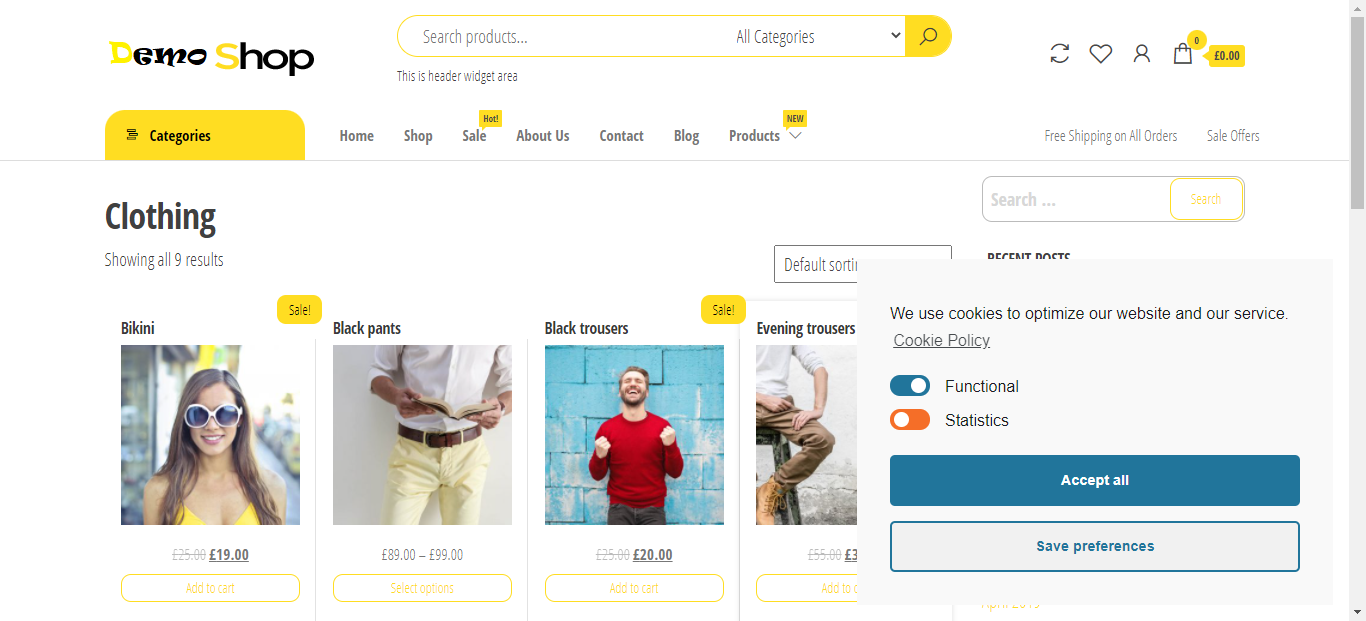 Demo Shop
Search products...
All Categories
This is header widget area
0
£0.00
Categories
Home
Shop
Sale
Hot!
About Us
Contact
Blog
Products
NEW
Free Shipping on All Orders
Sale Offers
Clothing
Showing all 9 results
Default sorti
Search ...
Search
RECENT POSTS
Sale!
Bikini
£25.00 £19.00
Add to cart
Black pants
£89.00 – £99.00
Select options
Sale!
Black trousers
£25.00 £20.00
Add to cart
Evening trousers
£55.00 £3
Add to c
We use cookies to optimize our website and our service.
Cookie Policy
Functional
Statistics
Accept all
Save preferences
April 2019